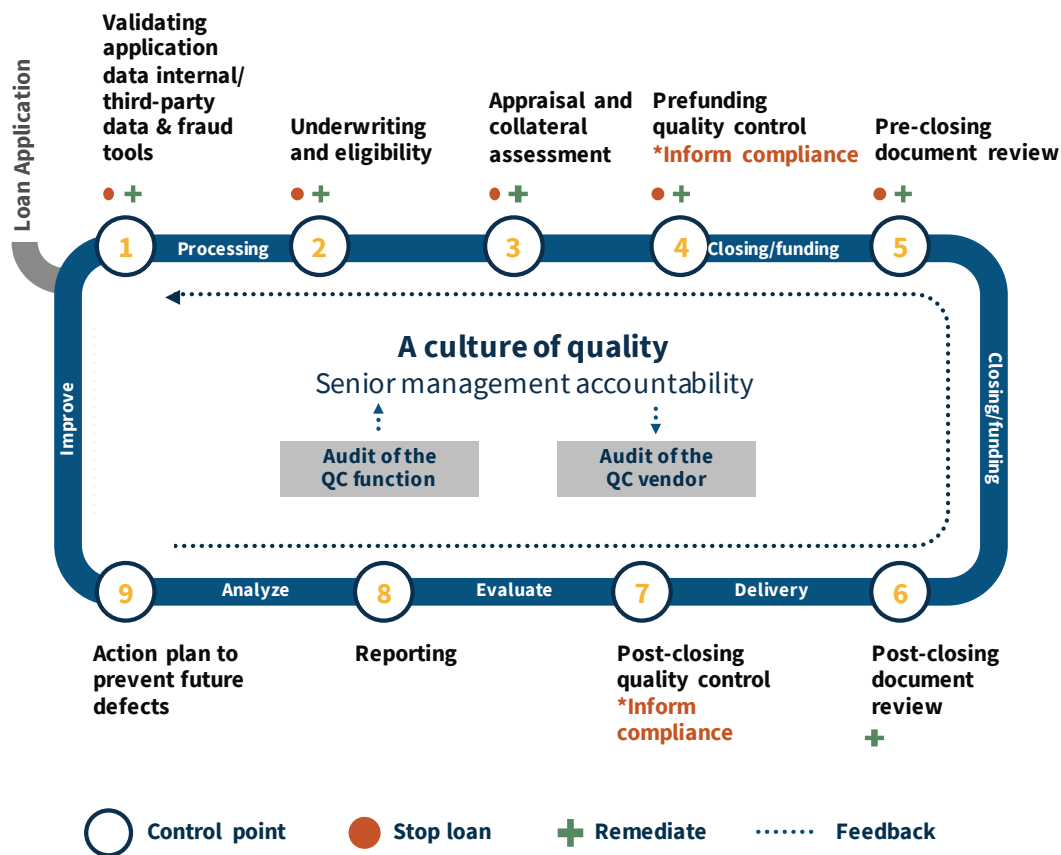 Loan Application
Validating
application
data internal/
third-party
data & fraud
tools
Underwriting
and eligibility
Appraisal and
collateral
assessment
Prefunding
quality control
*Inform compliance
Pre-closing
document review
1
Processing
2
3
4
Closing/funding
5
A culture of quality
Senior management accountability
Audit of the
QC function
Audit of the
QC vendor
Improve
Closing/funding
9
Analyze
8
Evaluate
7
Delivery
6
Action plan to
prevent future
defects
Reporting
Post-closing
quality control
*Inform
compliance
Post-closing
document
review
Control point
Stop loan
Remediate
Feedback